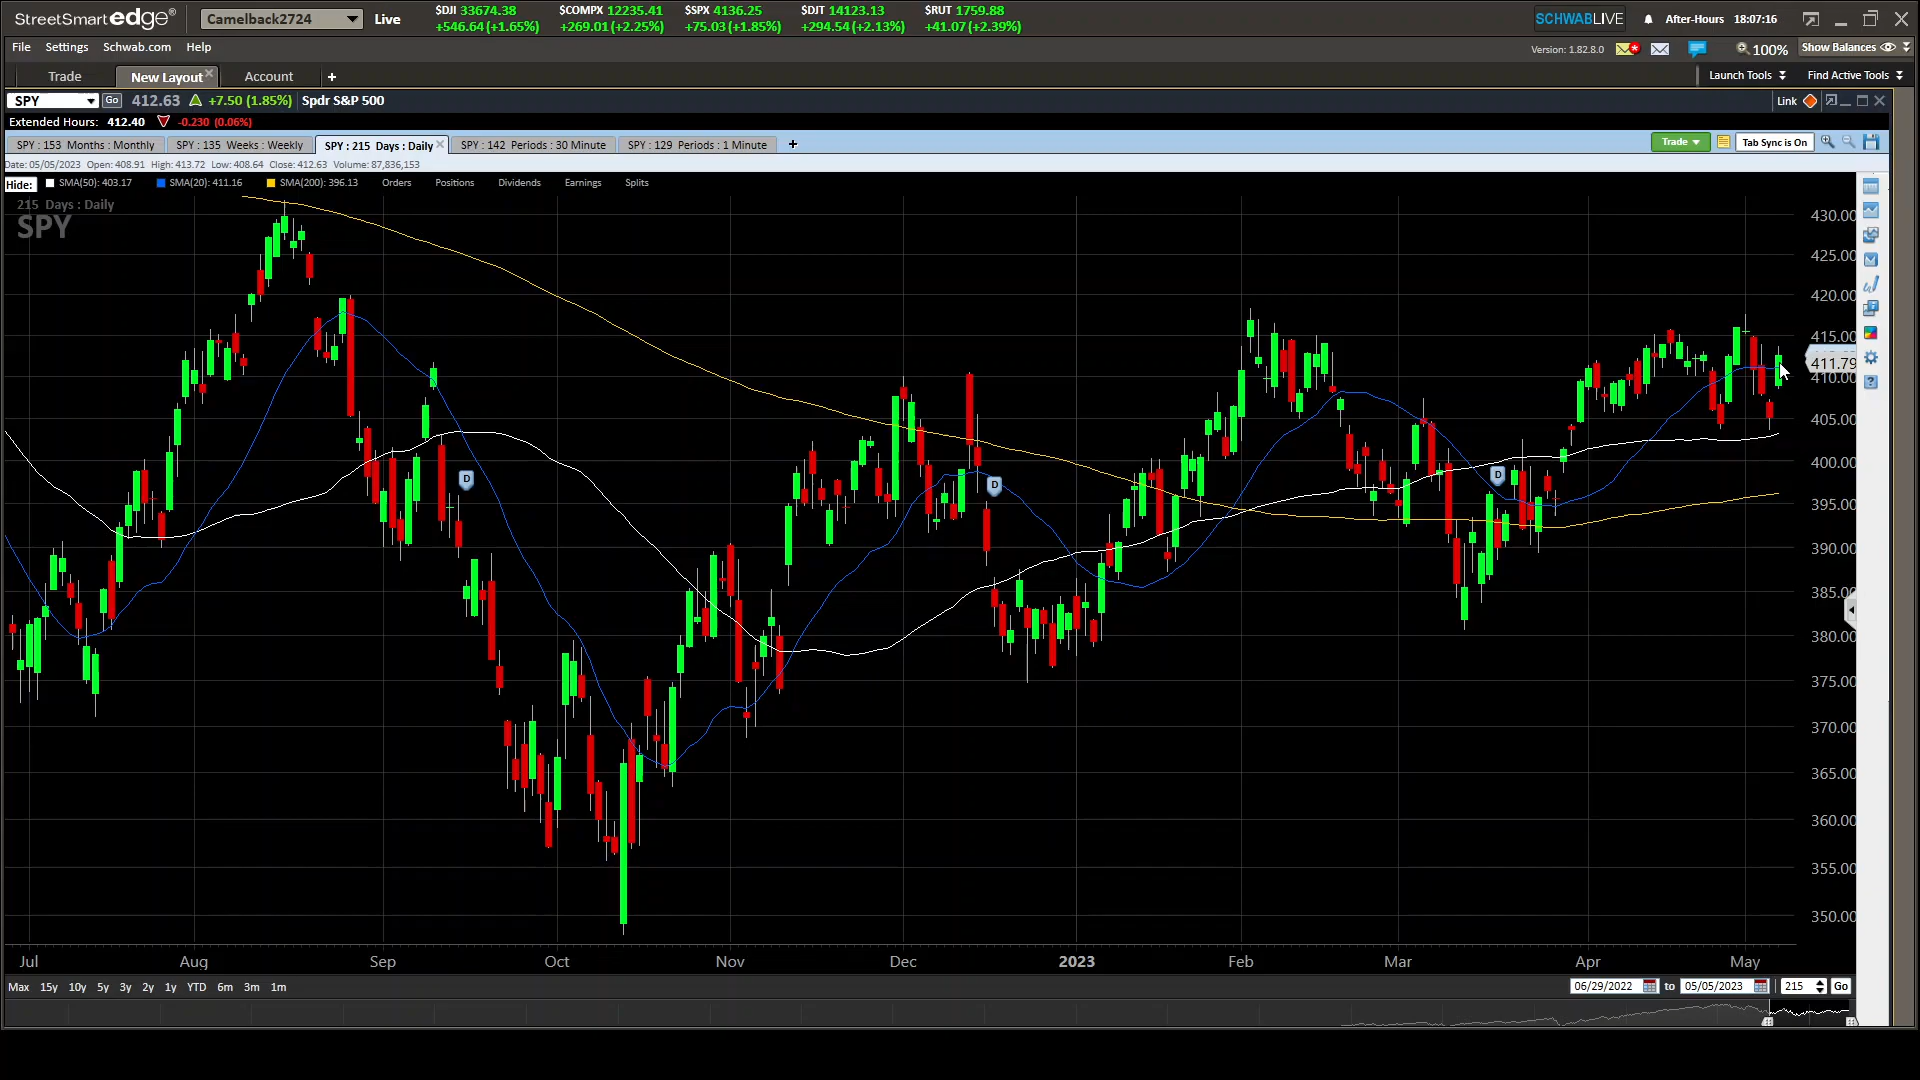 StreetSmart edge® Camelback2724 Live $DJI 33674.38 $COMPX 12235.41 $SPX 4136.25 $DJT 14123.13 $RUT 1759.88 SCHWABLIVE After-Hours 18:07:16
+546.64 (+1.65%) +269.01 (+2.25%) +75.03 (+1.85%) +294.54 (+2.13%) +41.07 (+2.39%)
File Settings Schwab.com Help Version: 1.82.8.0 100% Show Balances
Trade New Layout Account + Launch Tools Find Active Tools
SPY Go 412.63 +7.50 (1.85%) Spdr S&P 500 Link
Extended Hours: 412.40 -0.230 (0.06%)
SPY : 153 Months : Monthly SPY : 135 Weeks : Weekly SPY : 215 Days : Daily SPY : 142 Periods : 30 Minute SPY : 129 Periods : 1 Minute + Trade Tab Sync is On
Date: 05/05/2023 Open: 408.91 High: 413.72 Low: 408.64 Close: 412.63 Volume: 87,836,153
Hide: SMA(50): 403.17 SMA(20): 411.16 SMA(200): 396.13 Orders Positions Dividends Earnings Splits
215 Days : Daily
SPY
430.00
425.00
420.00
415.00
411.79
410.00
405.00
400.00
395.00
390.00
385.00
380.00
375.00
370.00
365.00
360.00
355.00
350.00
D D D
Jul Aug Sep Oct Nov Dec 2023 Feb Mar Apr May
Max 15y 10y 5y 3y 2y 1y YTD 6m 3m 1m 06/29/2022 to 05/05/2023 215 Go